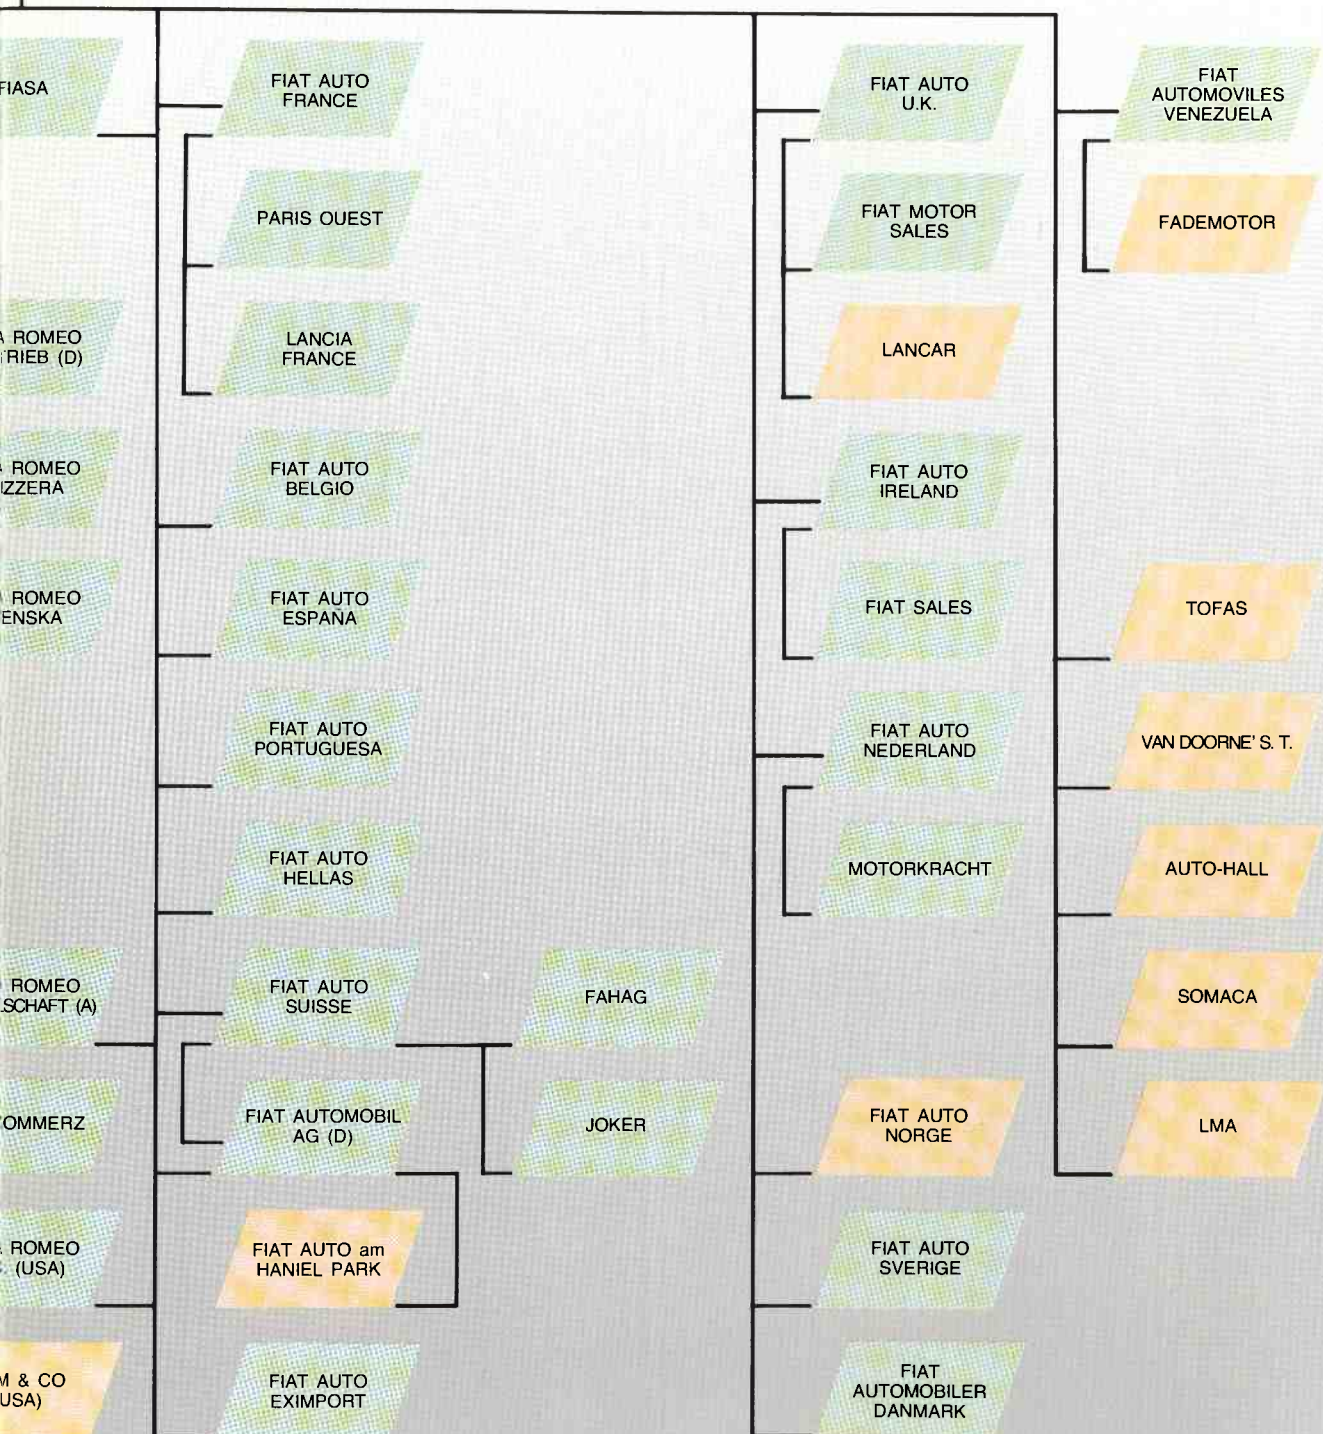 FIASA
ROMEO
(D)
ROMEO
ROMEO
ROMEO
(A)
ROMEO
(USA)
& CO
FIAT AUTO
FRANCE
PARIS OUEST
LANCIA
FRANCE
FIAT AUTO
BELGIO
FIAT AUTO
ESPAÑA
FIAT AUTO
PORTUGUESA
FIAT AUTO
HELLAS
FIAT AUTO
SUISSE
FIAT AUTOMOBIL
AG (D)
FIAT AUTO am
HANIEL PARK
FIAT AUTO
EXIMPORT
FAHAG
JOKER
FIAT AUTO
U.K.
FIAT MOTOR
SALES
LANCAR
FIAT AUTO
IRELAND
FIAT SALES
FIAT AUTO
NEDERLAND
MOTORKRACHT
FIAT AUTO
NORGE
FIAT AUTO
SVERIGE
FIAT
AUTOMOBILER
DANMARK
FIAT
AUTOMOVILES
VENEZUELA
FADEMOTOR
TOFAS
VAN DOORNE' S. T.
AUTO-HALL
SOMACA
LMA